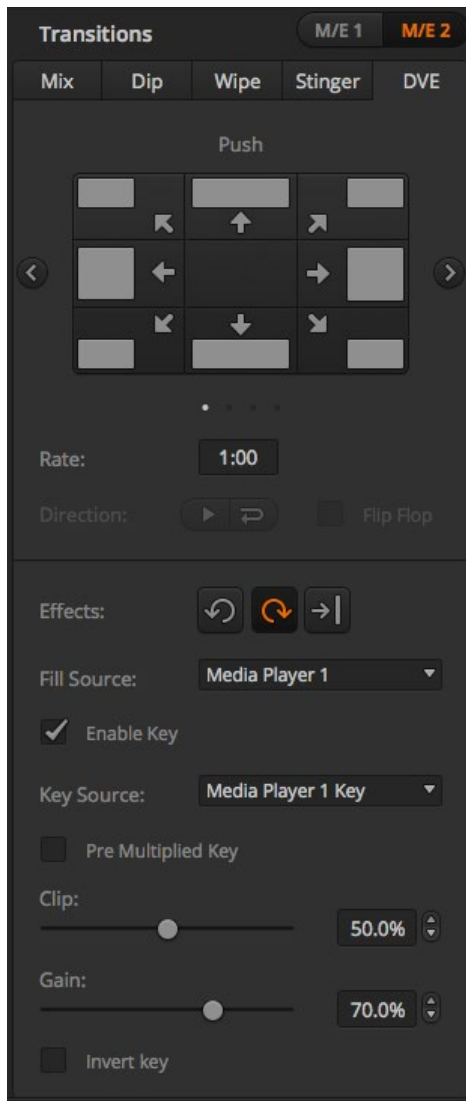 Transitions M/E 1 M/E 2
Mix Dip Wipe Stinger DVE
Push
Rate: 1:00
Direction: Flip Flop
Effects:
Fill Source: Media Player 1
Enable Key
Key Source: Media Player 1 Key
Pre Multiplied Key
Clip:
50.0%
Gain:
70.0%
Invert key